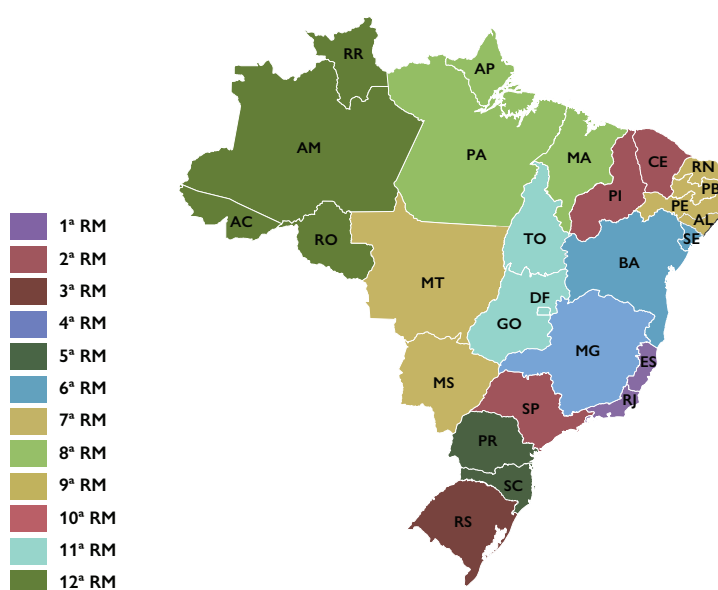 RR
AP
AM
PA
MA
CE
RN
PB
PI
PE
AL
AC
SE
RO
TO
BA
MT
DF
GO
MG
ES
MS
RJ
SP
PR
SC
RS
1ª RM
2ª RM
3ª RM
4ª RM
5ª RM
6ª RM
7ª RM
8ª RM
9ª RM
10ª RM
11ª RM
12ª RM